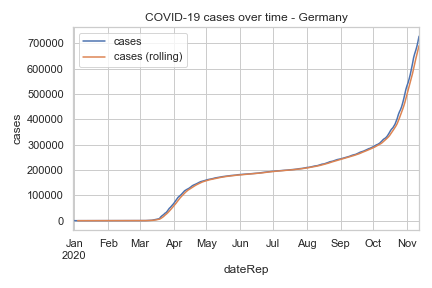 COVID-19 cases over time - Germany
cases
cases (rolling)
700000
600000
500000
400000
300000
200000
100000
0
cases
Jan Feb Mar Apr May Jun Jul Aug Sep Oct Nov
2020
dateRep